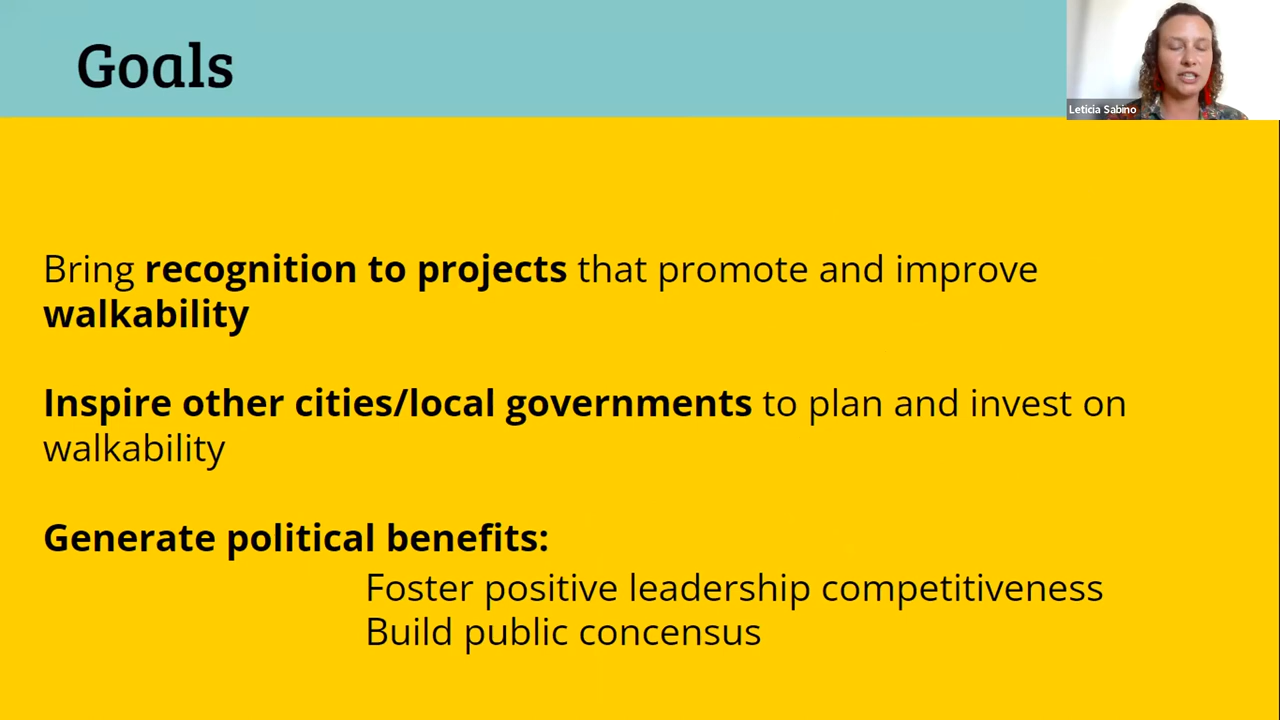 Goals
Leticia Sabino
Bring recognition to projects that promote and improve
walkability
Inspire other cities/local governments to plan and invest on
walkability
Generate political benefits:
Foster positive leadership competitiveness
Build public concensus